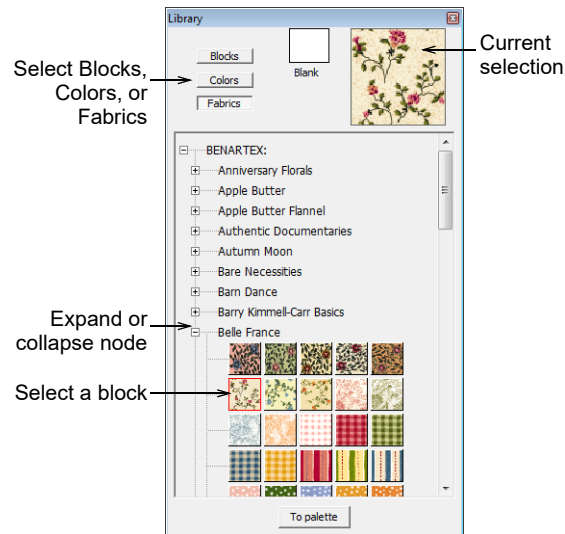 Library
Blocks
Colors
Fabrics
Blank
Current
selection
Select Blocks,
Colors, or
Fabrics
BENARTEX:
Anniversary Florals
Apple Butter
Apple Butter Flannel
Authentic Documentaries
Autumn Moon
Bare Necessities
Barn Dance
Barry Kimmell-Carr Basics
Belle France
Expand or
collapse node
Select a block
To palette